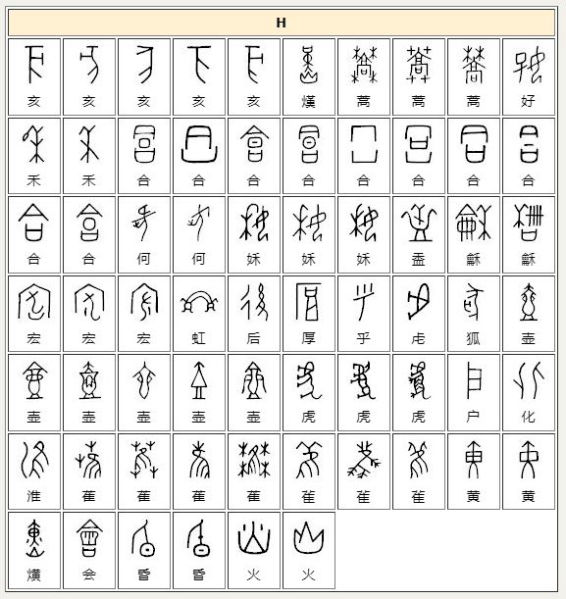 H
亥 亥 亥 亥 亥 熯 蒿 蒿 蒿 好
禾 禾 合 合 合 合 合 合 合 合
合 合 何 何 妚 妚 妚 盉 龢 龢
宏 宏 宏 虹 后 厚 乎 虍 狐 壶
壶 壶 壶 壶 壶 虎 虎 虎 户 化
淮 萑 萑 萑 萑 萑 萑 萑 黄 黄
熿 会 昏 昏 火 火